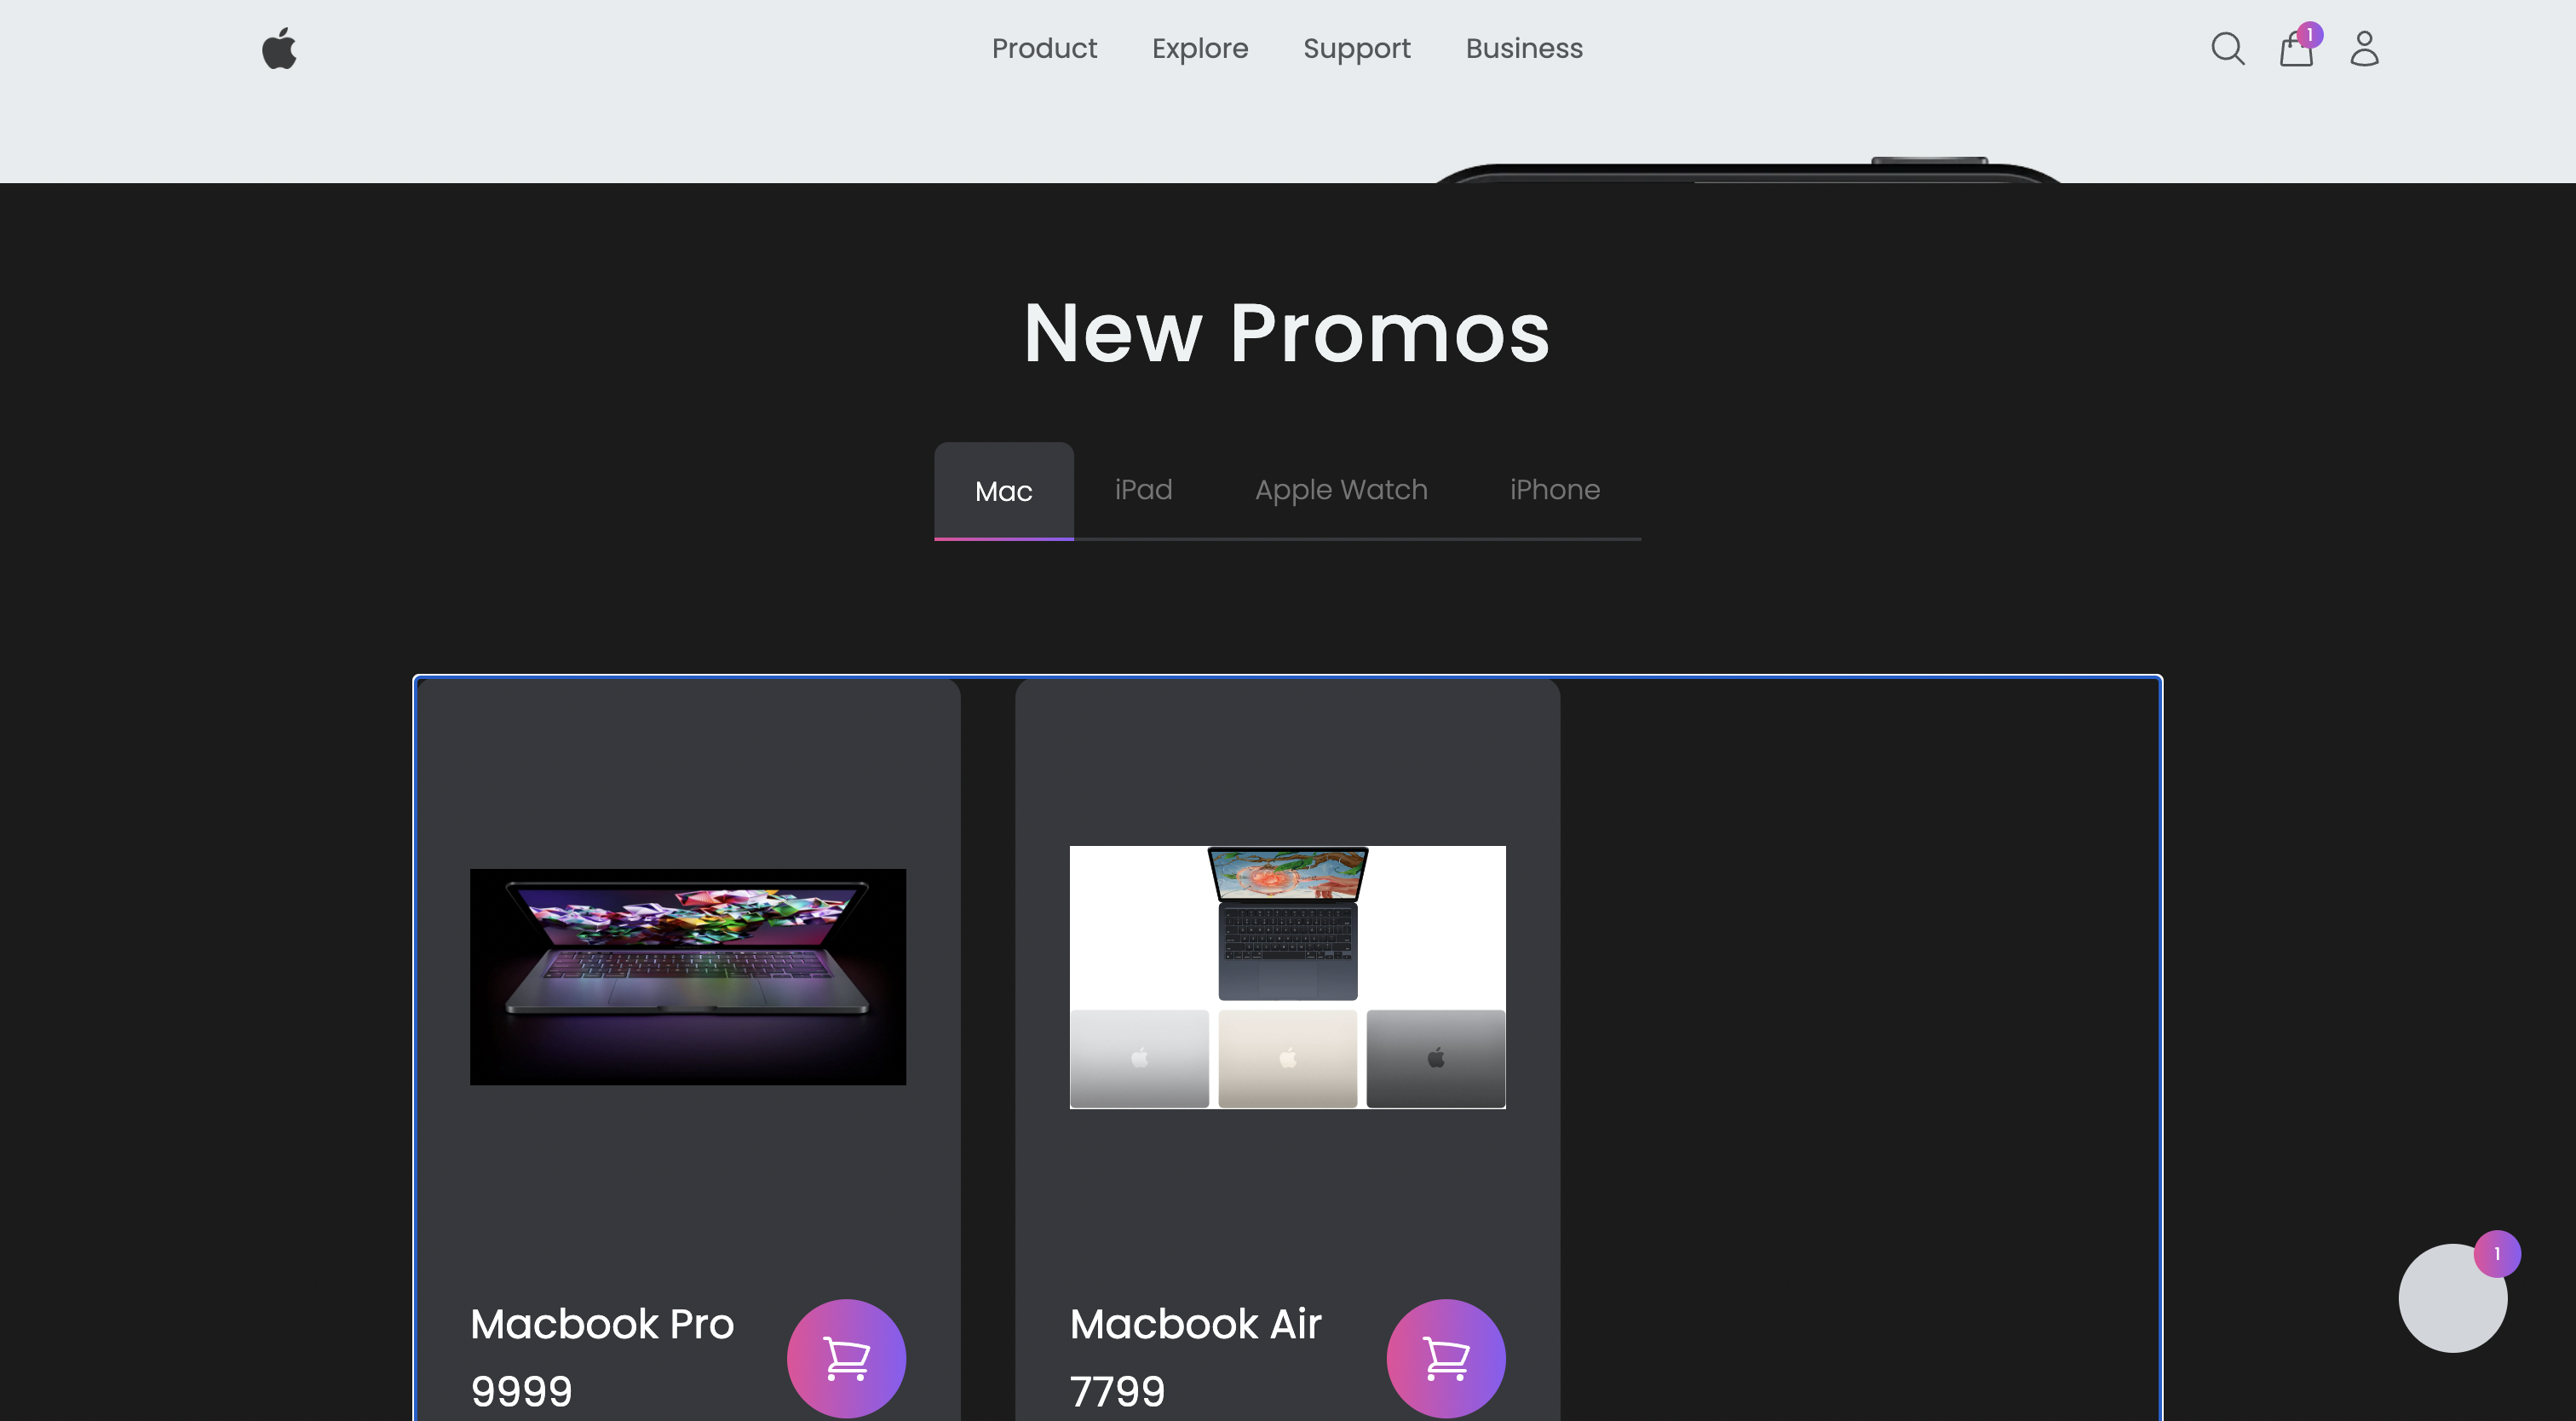 Product Explore Support Business
1
New Promos
Mac iPad Apple Watch iPhone
1
Macbook Pro
9999
Macbook Air
7799